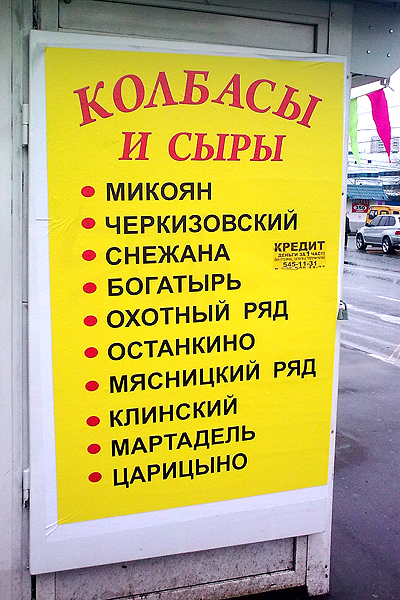 КОЛБАСЫ
И СЫРЫ
МИКОЯН
ЧЕРКИЗОВСКИЙ
СНЕЖАНА
КРЕДИТ
ДЕНЬГИ ЗА 1 ЧАС!!!
545-11-31
БОГАТЫРЬ
ОХОТНЫЙ РЯД
ОСТАНКИНО
МЯСНИЦКИЙ РЯД
КЛИНСКИЙ
МАРТАДЕЛЬ
ЦАРИЦЫНО
350